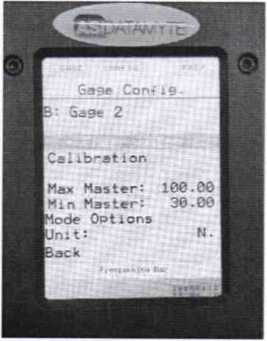 DATAMYTE
Gage Config.
B: Gage 2
Calibration
Max Master: 100.00
Min Master: 30.00
Mode Options
Unit: N.
Back